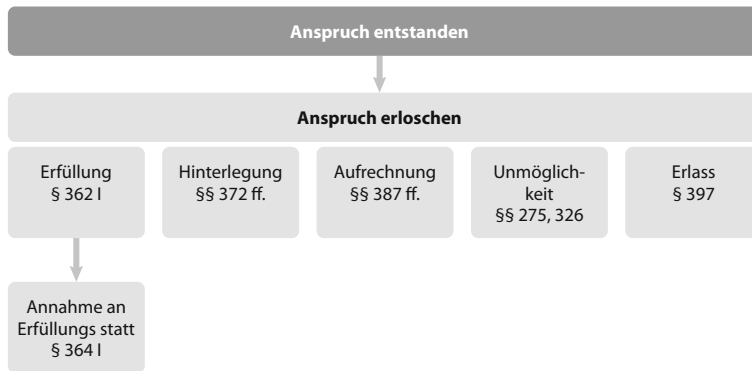 Anspruch entstanden
Anspruch erloschen
Erfüllung
§ 362 I
Hinterlegung
§§ 372 ff.
Aufrechnung
§§ 387 ff.
Unmöglich-
keit
§§ 275, 326
Erlass
§ 397
Annahme an
Erfüllungs statt
§ 364 I